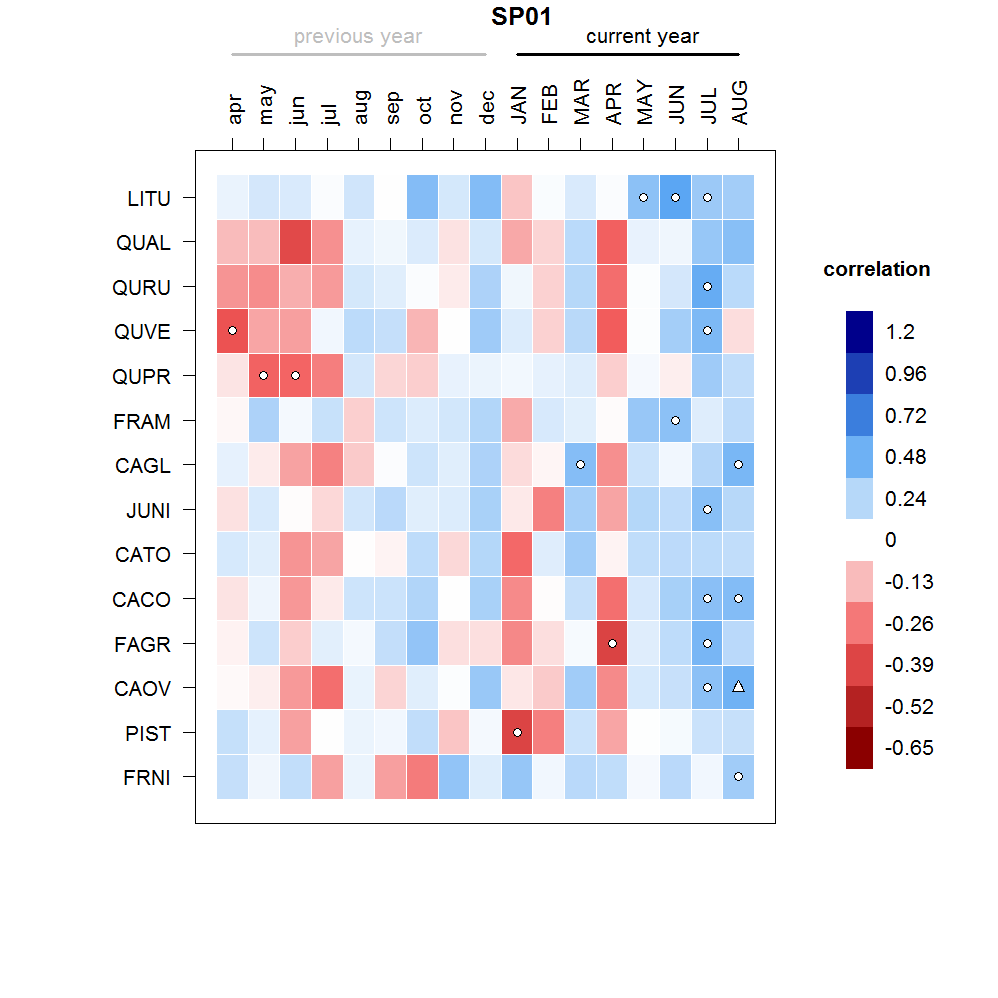 SP01
previous year current year
apr may jun jul aug sep oct nov dec JAN FEB MAR APR MAY JUN JUL AUG
LITU
QUAL
QURU
QUVE
QUPR
FRAM
CAGL
JUNI
CATO
CACO
FAGR
CAOV
PIST
FRNI
correlation
1.2
0.96
0.72
0.48
0.24
0
-0.13
-0.26
-0.39
-0.52
-0.65